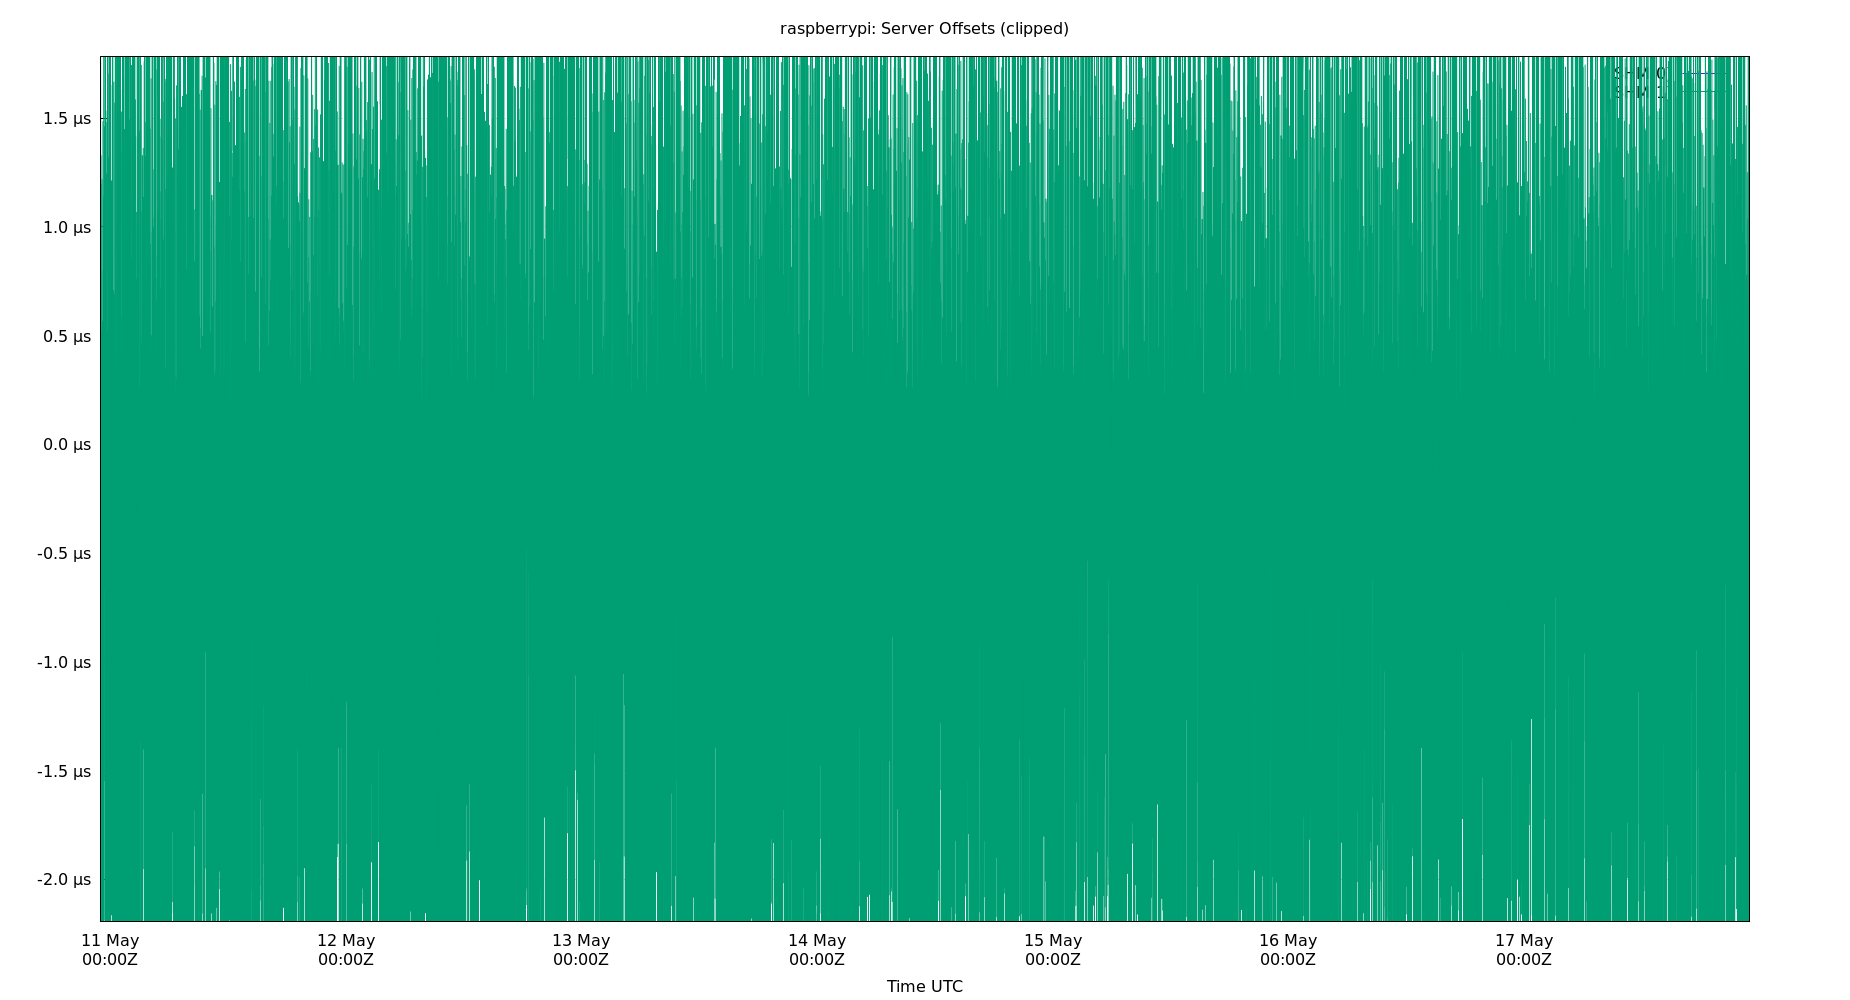 raspberrypi: Server Offsets (clipped)
1.5 µs
1.0 µs
0.5 µs
0.0 µs
-0.5 µs
-1.0 µs
-1.5 µs
-2.0 µs
11 May 12 May 13 May 14 May 15 May 16 May 17 May
00:00Z 00:00Z 00:00Z 00:00Z 00:00Z 00:00Z 00:00Z
Time UTC